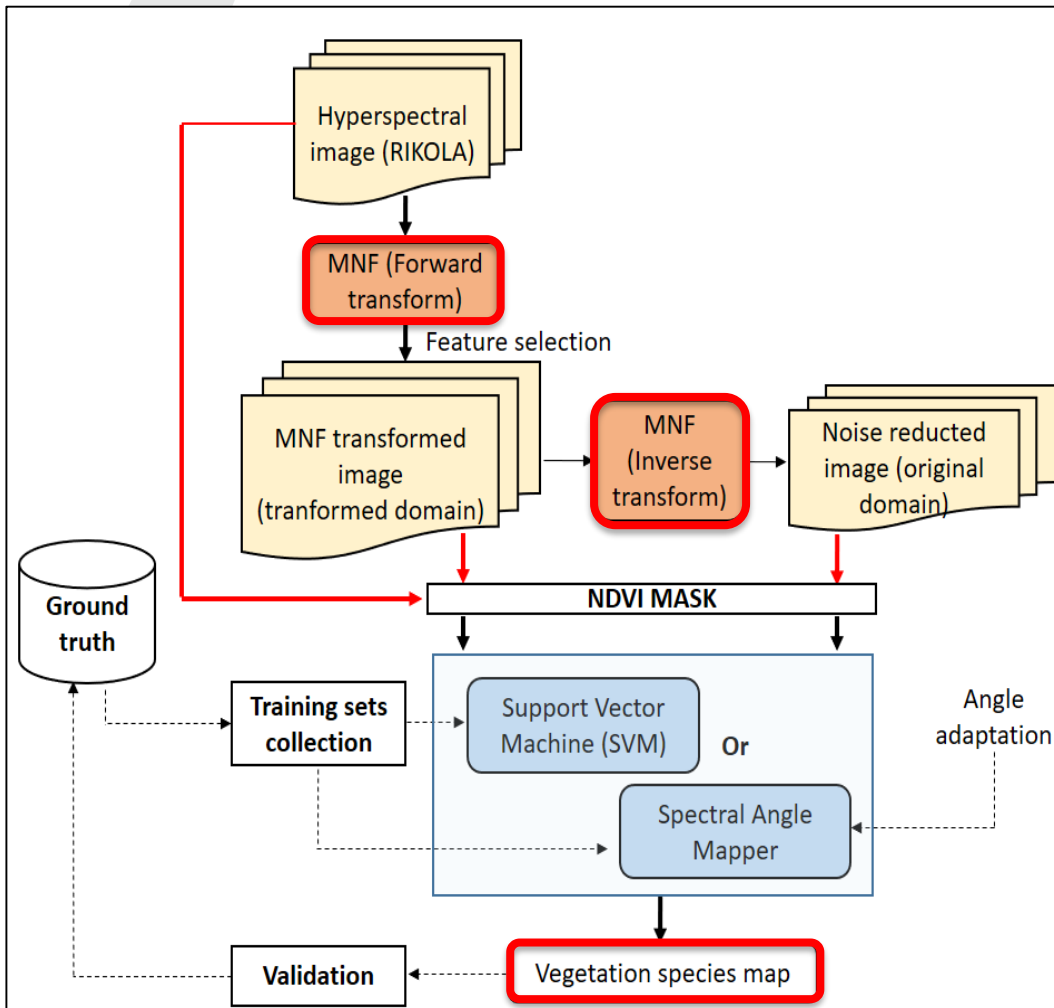 Hyperspectral
image (RIKOLA)
MNF (Forward
transform)
Feature selection
MNF transformed
image
(tranformed domain)
MNF
(Inverse
transform)
Noise reducted
image (original
domain)
NDVI MASK
Ground
truth
Training sets
collection
Support Vector
Machine (SVM)
Or
Spectral Angle
Mapper
Angle
adaptation
Vegetation species map
Validation